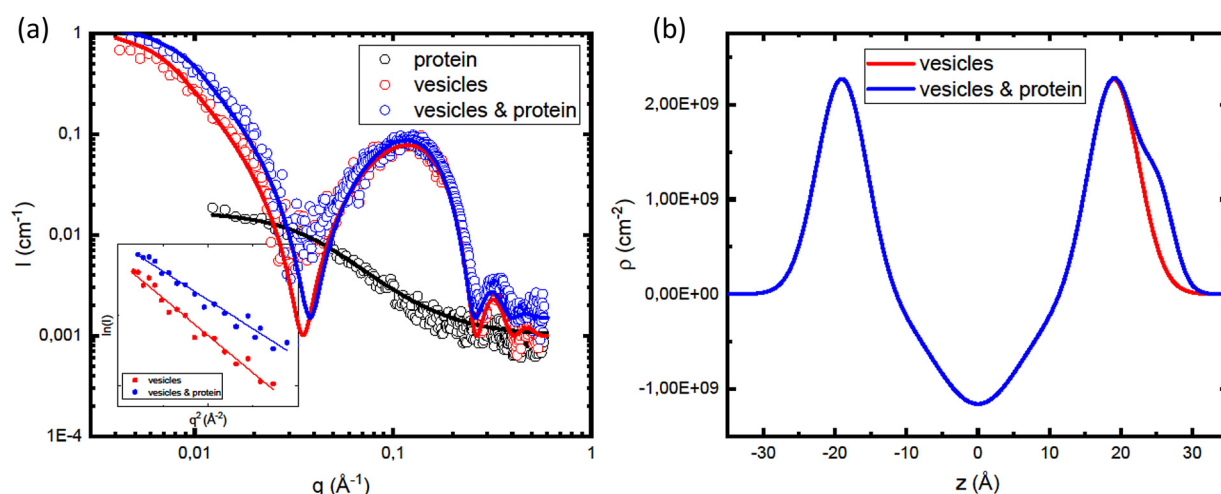 (a)
1
0,1
0,01
0,001
1E-4
I (cm⁻¹)
protein
vesicles
vesicles & protein
ln(I)
vesicles
vesicles & protein
q² (Å⁻²)
0,01
0,1
1
q (Å⁻¹)
(b)
vesicles
vesicles & protein
2,00E+09
1,00E+09
0,00E+00
-1,00E+09
ρ (cm⁻²)
-30
-20
-10
0
10
20
30
z (Å)